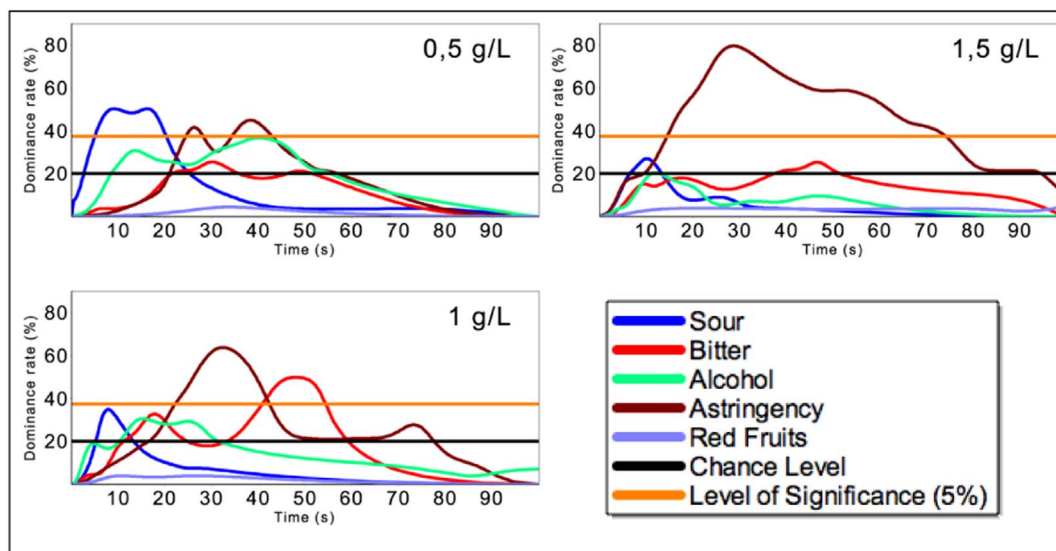 Dominance rate (%)
80
60
40
20
0,5 g/L
10 20 30 40 50 60 70 80 90
Time (s)
Dominance rate (%)
80
60
40
20
1,5 g/L
10 20 30 40 50 60 70 80 90
Time (s)
Dominance rate (%)
80
60
40
20
1 g/L
10 20 30 40 50 60 70 80 90
Time (s)
Sour
Bitter
Alcohol
Astringency
Red Fruits
Chance Level
Level of Significance (5%)